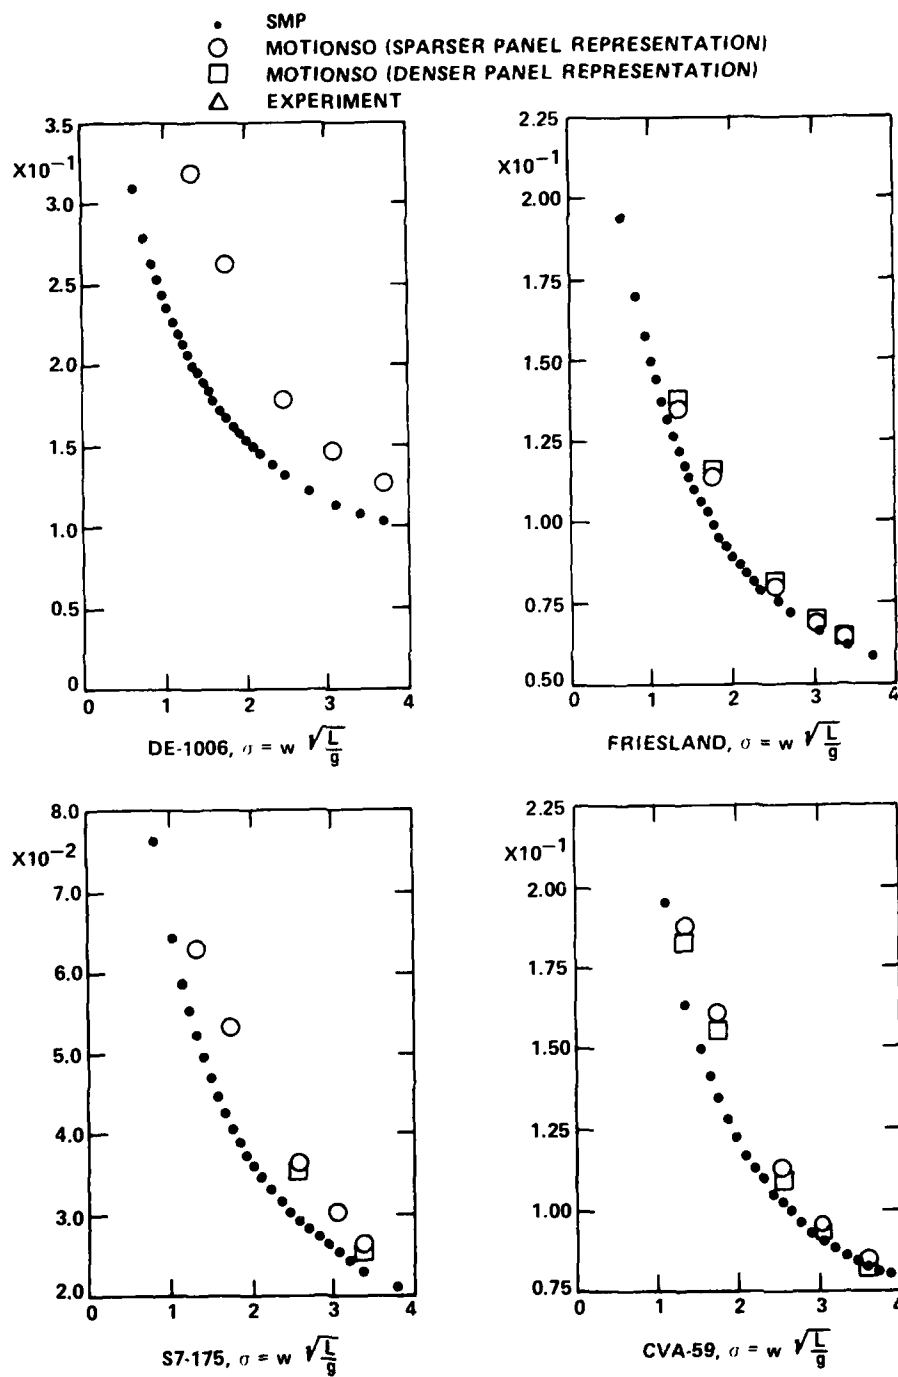 SMP
MOTIONSO (SPARSER PANEL REPRESENTATION)
MOTIONSO (DENSER PANEL REPRESENTATION)
EXPERIMENT
3.5
X10−1
3.0
2.5
2.0
1.5
1.0
0.5
0
0 1 2 3 4
DE-1006, σ = w √L/g
2.25
X10−1
2.00
1.75
1.50
1.25
1.00
0.75
0.50
0 1 2 3 4
FRIESLAND, σ = w √L/g
8.0
X10−2
7.0
6.0
5.0
4.0
3.0
2.0
0 1 2 3 4
S7-175, σ = w √L/g
2.25
X10−1
2.00
1.75
1.50
1.25
1.00
0.75
0 1 2 3 4
CVA-59, σ = w √L/g